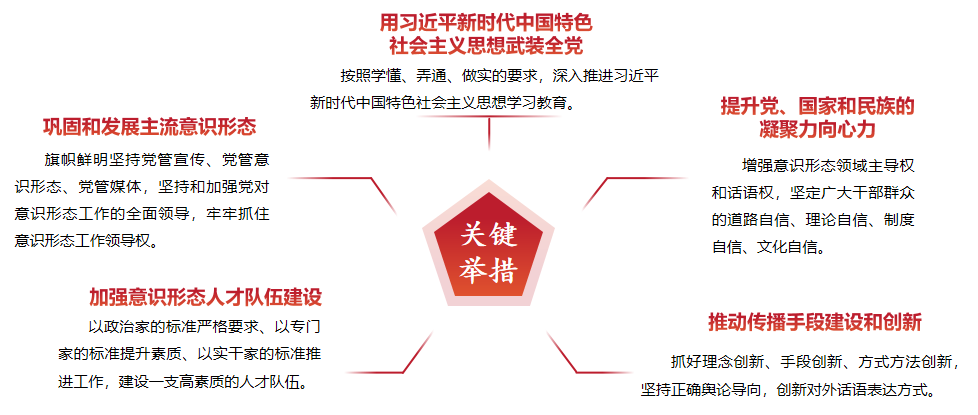 用习近平新时代中国特色
社会主义思想武装全党
按照学懂、弄通、做实的要求，深入推进习近平
新时代中国特色社会主义思想学习教育。
巩固和发展主流意识形态
旗帜鲜明坚持党管宣传、党管意
识形态、党管媒体，坚持和加强党对
意识形态工作的全面领导，牢牢抓住
意识形态工作领导权。
提升党、国家和民族的
凝聚力向心力
增强意识形态领域主导权
和话语权，坚定广大干部群众
的道路自信、理论自信、制度
自信、文化自信。
关键
举措
加强意识形态人才队伍建设
以政治家的标准严格要求、以专门
家的标准提升素质、以实干家的标准推
进工作，建设一支高素质的人才队伍。
推动传播手段建设和创新
抓好理念创新、手段创新、方式方法创新，
坚持正确舆论导向，创新对外话语表达方式。